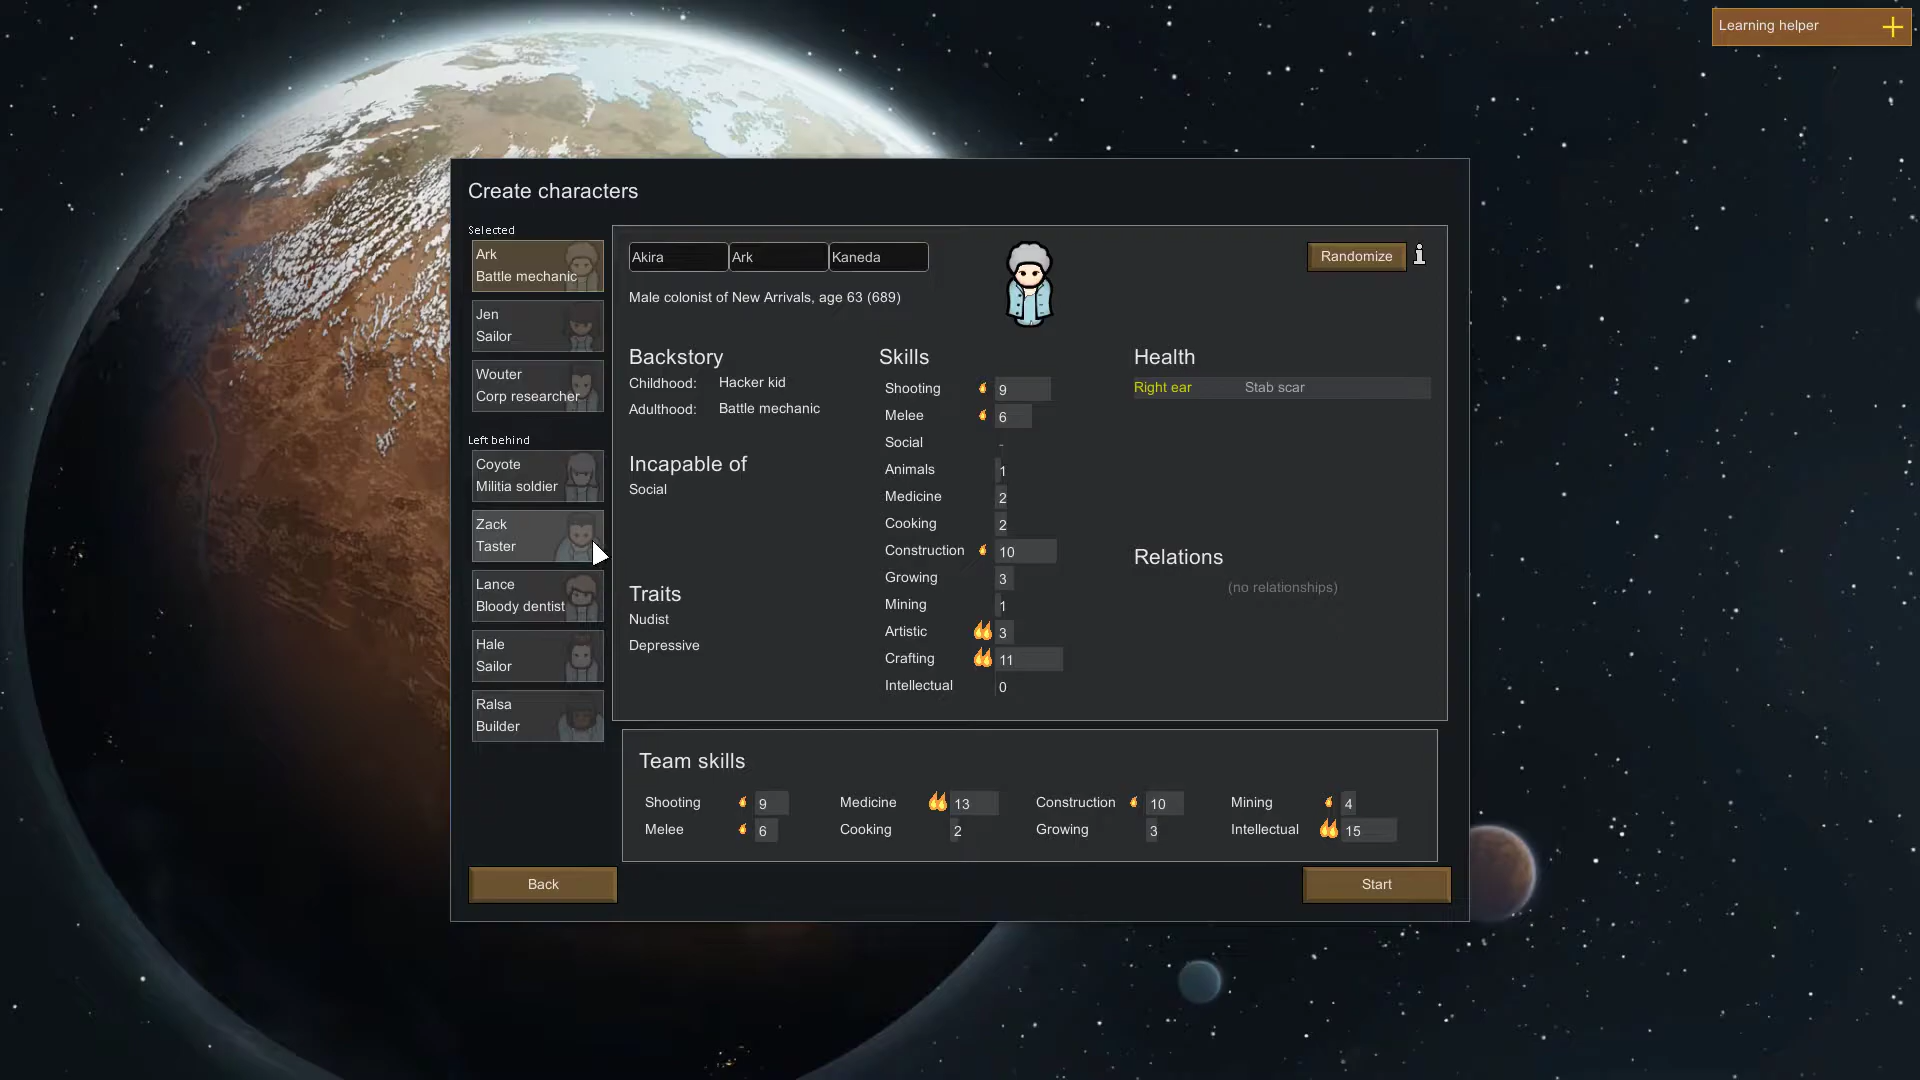 Learning helper
Create characters
Selected
Ark
Battle mechanic
Jen
Sailor
Wouter
Corp researcher
Left behind
Coyote
Militia soldier
Zack
Taster
Lance
Bloody dentist
Hale
Sailor
Ralsa
Builder
Akira Ark Kaneda
Randomize
Male colonist of New Arrivals, age 63 (689)
Backstory
Childhood: Hacker kid
Adulthood: Battle mechanic
Incapable of
Social
Traits
Nudist
Depressive
Skills
Shooting 9
Melee 6
Social -
Animals 1
Medicine 2
Cooking 2
Construction 10
Growing 3
Mining 1
Artistic 3
Crafting 11
Intellectual 0
Health
Right ear Stab scar
Relations
(no relationships)
Team skills
Shooting 9 Medicine 13 Construction 10 Mining 4
Melee 6 Cooking 2 Growing 3 Intellectual 15
Back
Start